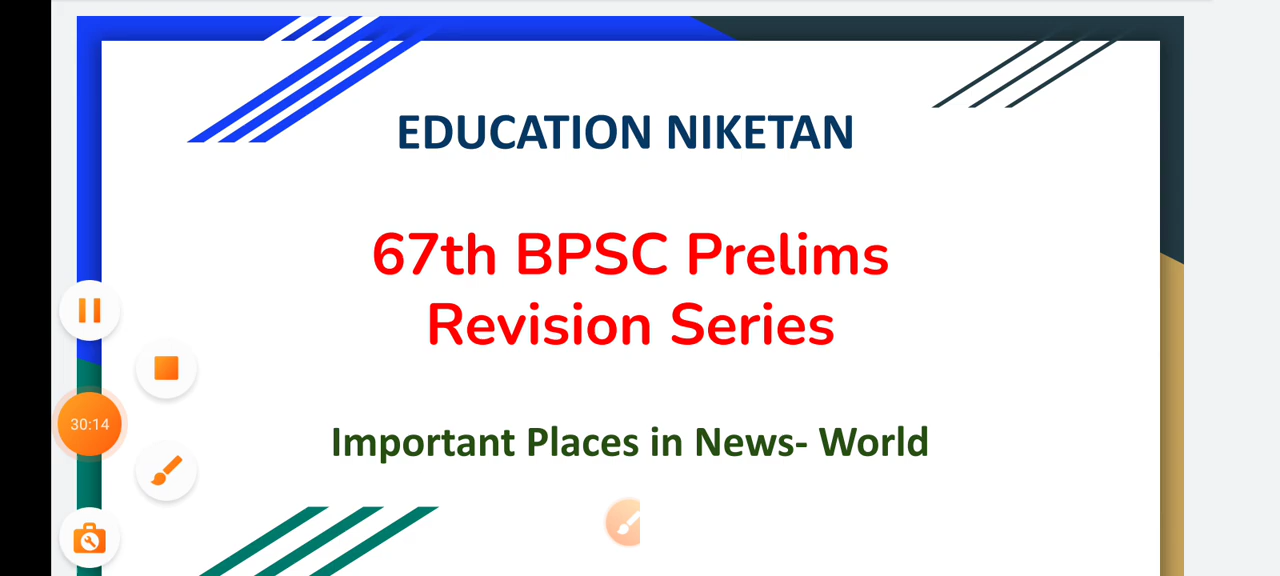 EDUCATION NIKETAN
67th BPSC Prelims
Revision Series
30:14
Important Places in News- World